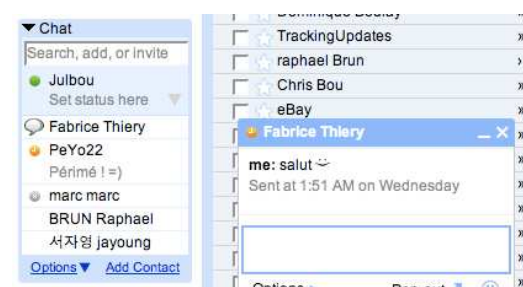 Chat
Search, add, or invite
Julbou
Set status here
Fabrice Thiery
PeYo22
Périmé ! =)
marc marc
BRUN Raphael
서자영 jayoung
Options Add Contact
TrackingUpdates
raphael Brun
Chris Bou
eBay
Fabrice Thiery
me: salut
Sent at 1:51 AM on Wednesday